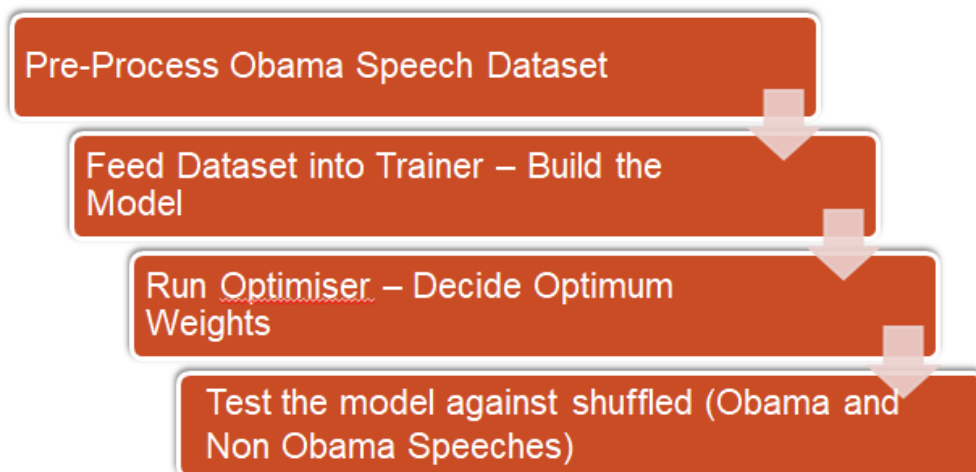 Pre-Process Obama Speech Dataset
Feed Dataset into Trainer – Build the
Model
Run Optimiser – Decide Optimum
Weights
Test the model against shuffled (Obama and
Non Obama Speeches)